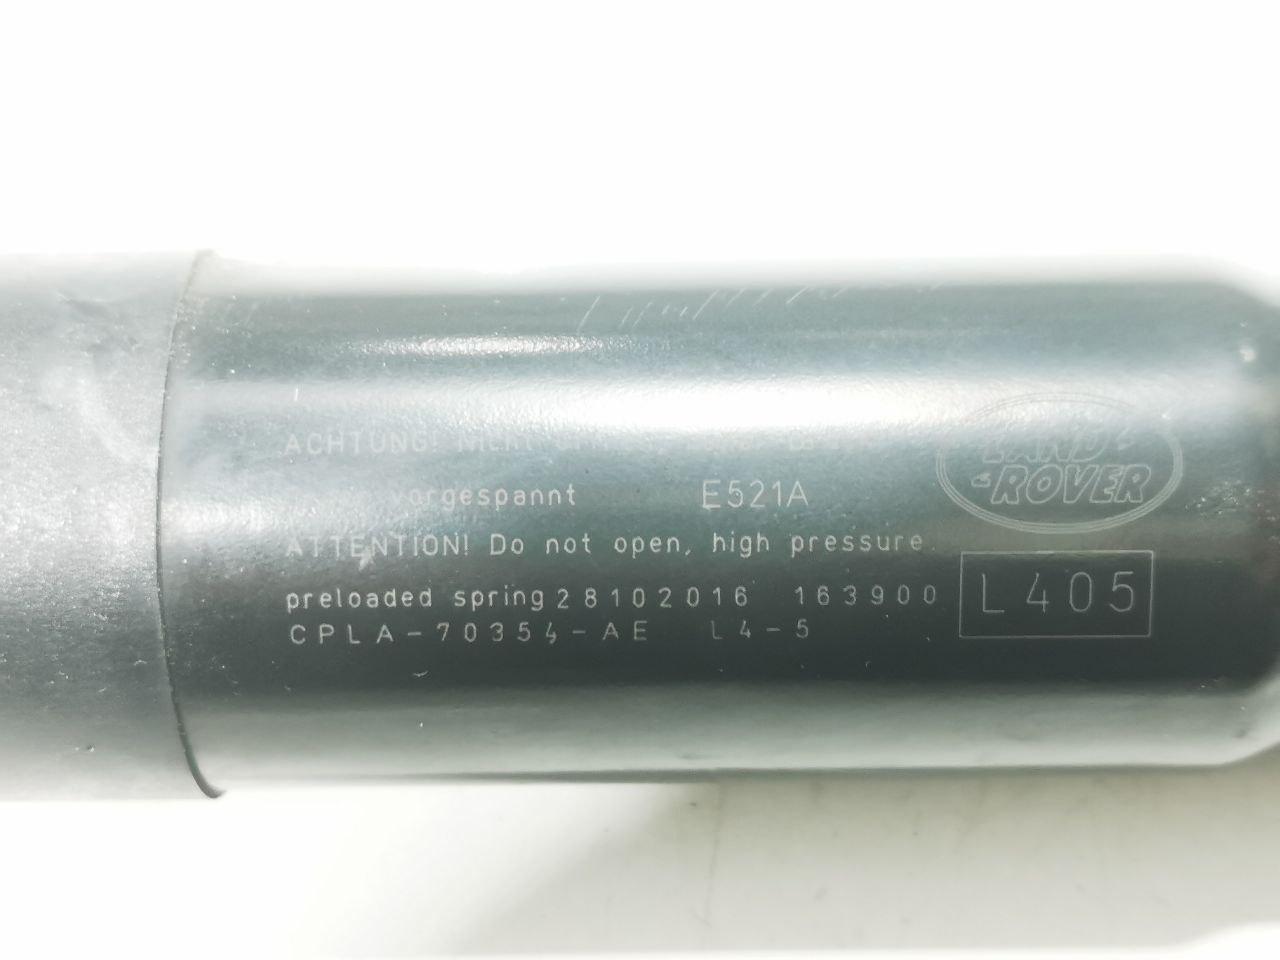 ACHTUNG! Nicht
LAND-
-ROVER
vorgespannt E521A
ATTENTION! Do not open, high pressure.
preloaded spring 28102016 163900
L405
CPLA-70354-AE L4-5